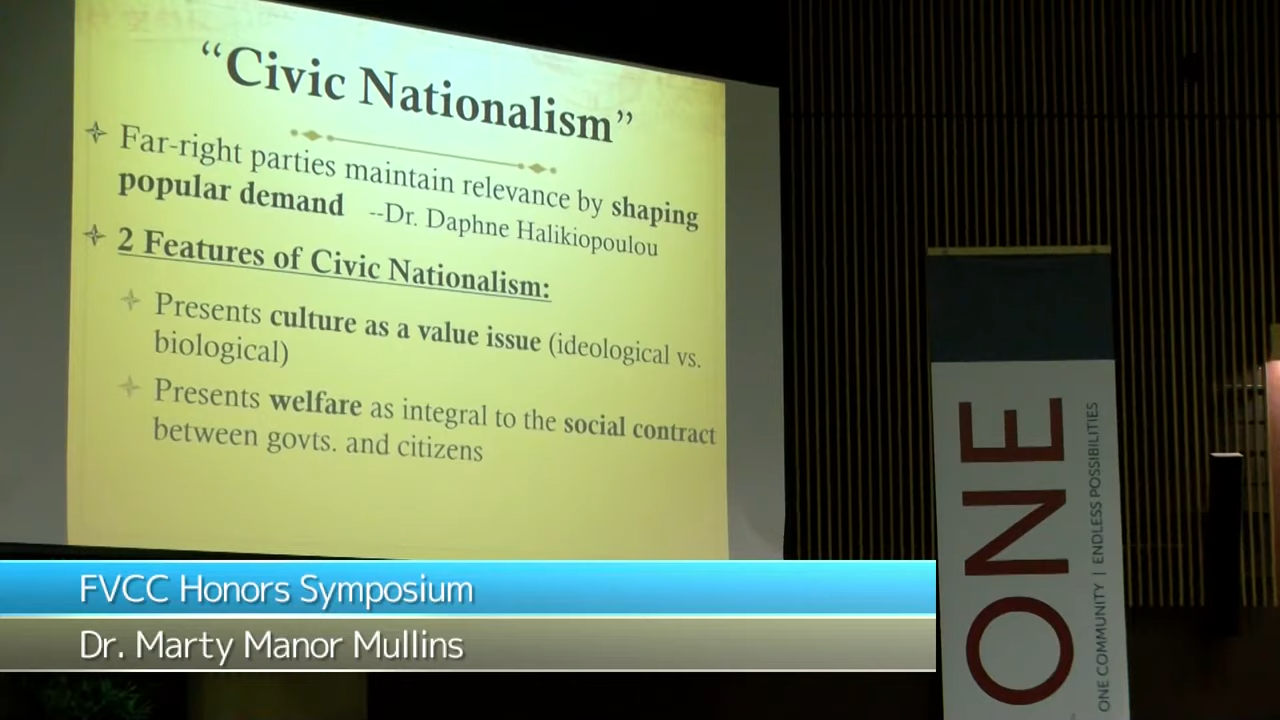 “Civic Nationalism”
Far-right parties maintain relevance by shaping
popular demand --Dr. Daphne Halikiopoulou
2 Features of Civic Nationalism:
Presents culture as a value issue (ideological vs.
biological)
Presents welfare as integral to the social contract
between govts. and citizens
FVCC Honors Symposium
Dr. Marty Manor Mullins
ONE
ONE COMMUNITY | ENDLESS POSSIBILITIES